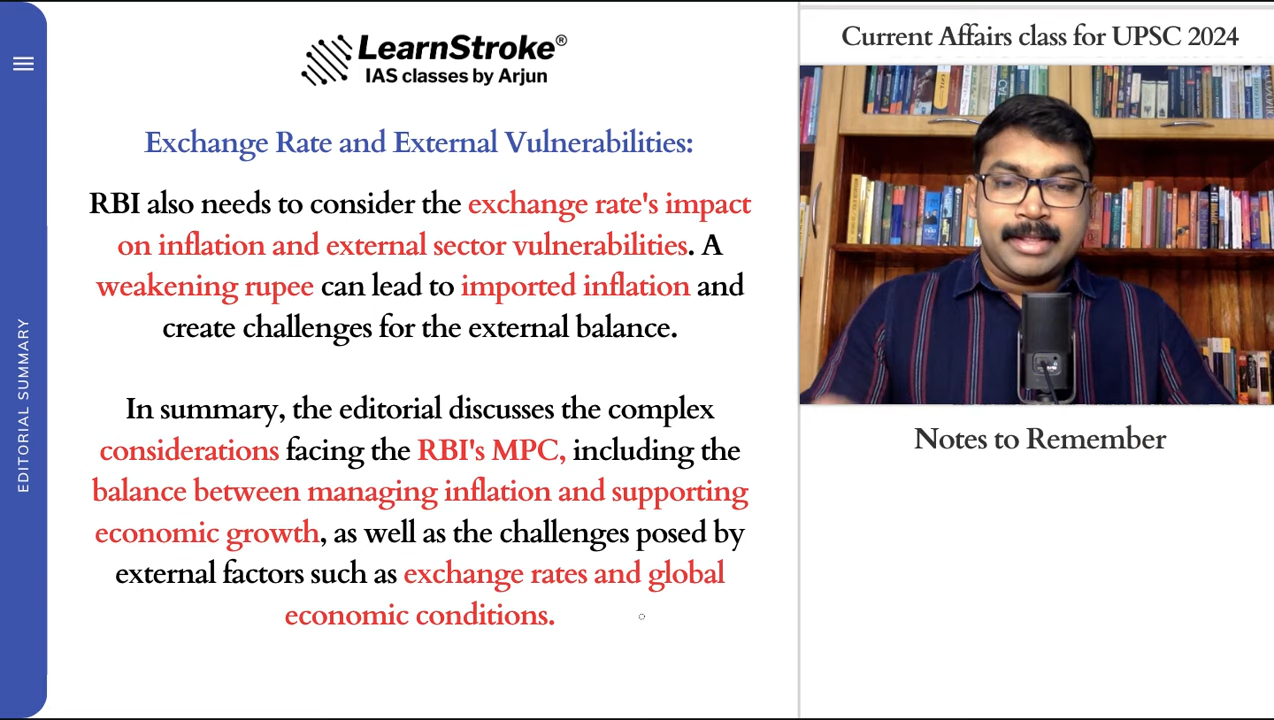 LearnStroke®
IAS classes by Arjun
Exchange Rate and External Vulnerabilities:
RBI also needs to consider the exchange rate's impact
on inflation and external sector vulnerabilities. A
weakening rupee can lead to imported inflation and
create challenges for the external balance.
In summary, the editorial discusses the complex
considerations facing the RBI's MPC, including the
balance between managing inflation and supporting
economic growth, as well as the challenges posed by
external factors such as exchange rates and global
economic conditions.
EDITORIAL SUMMARY
Current Affairs class for UPSC 2024
Notes to Remember